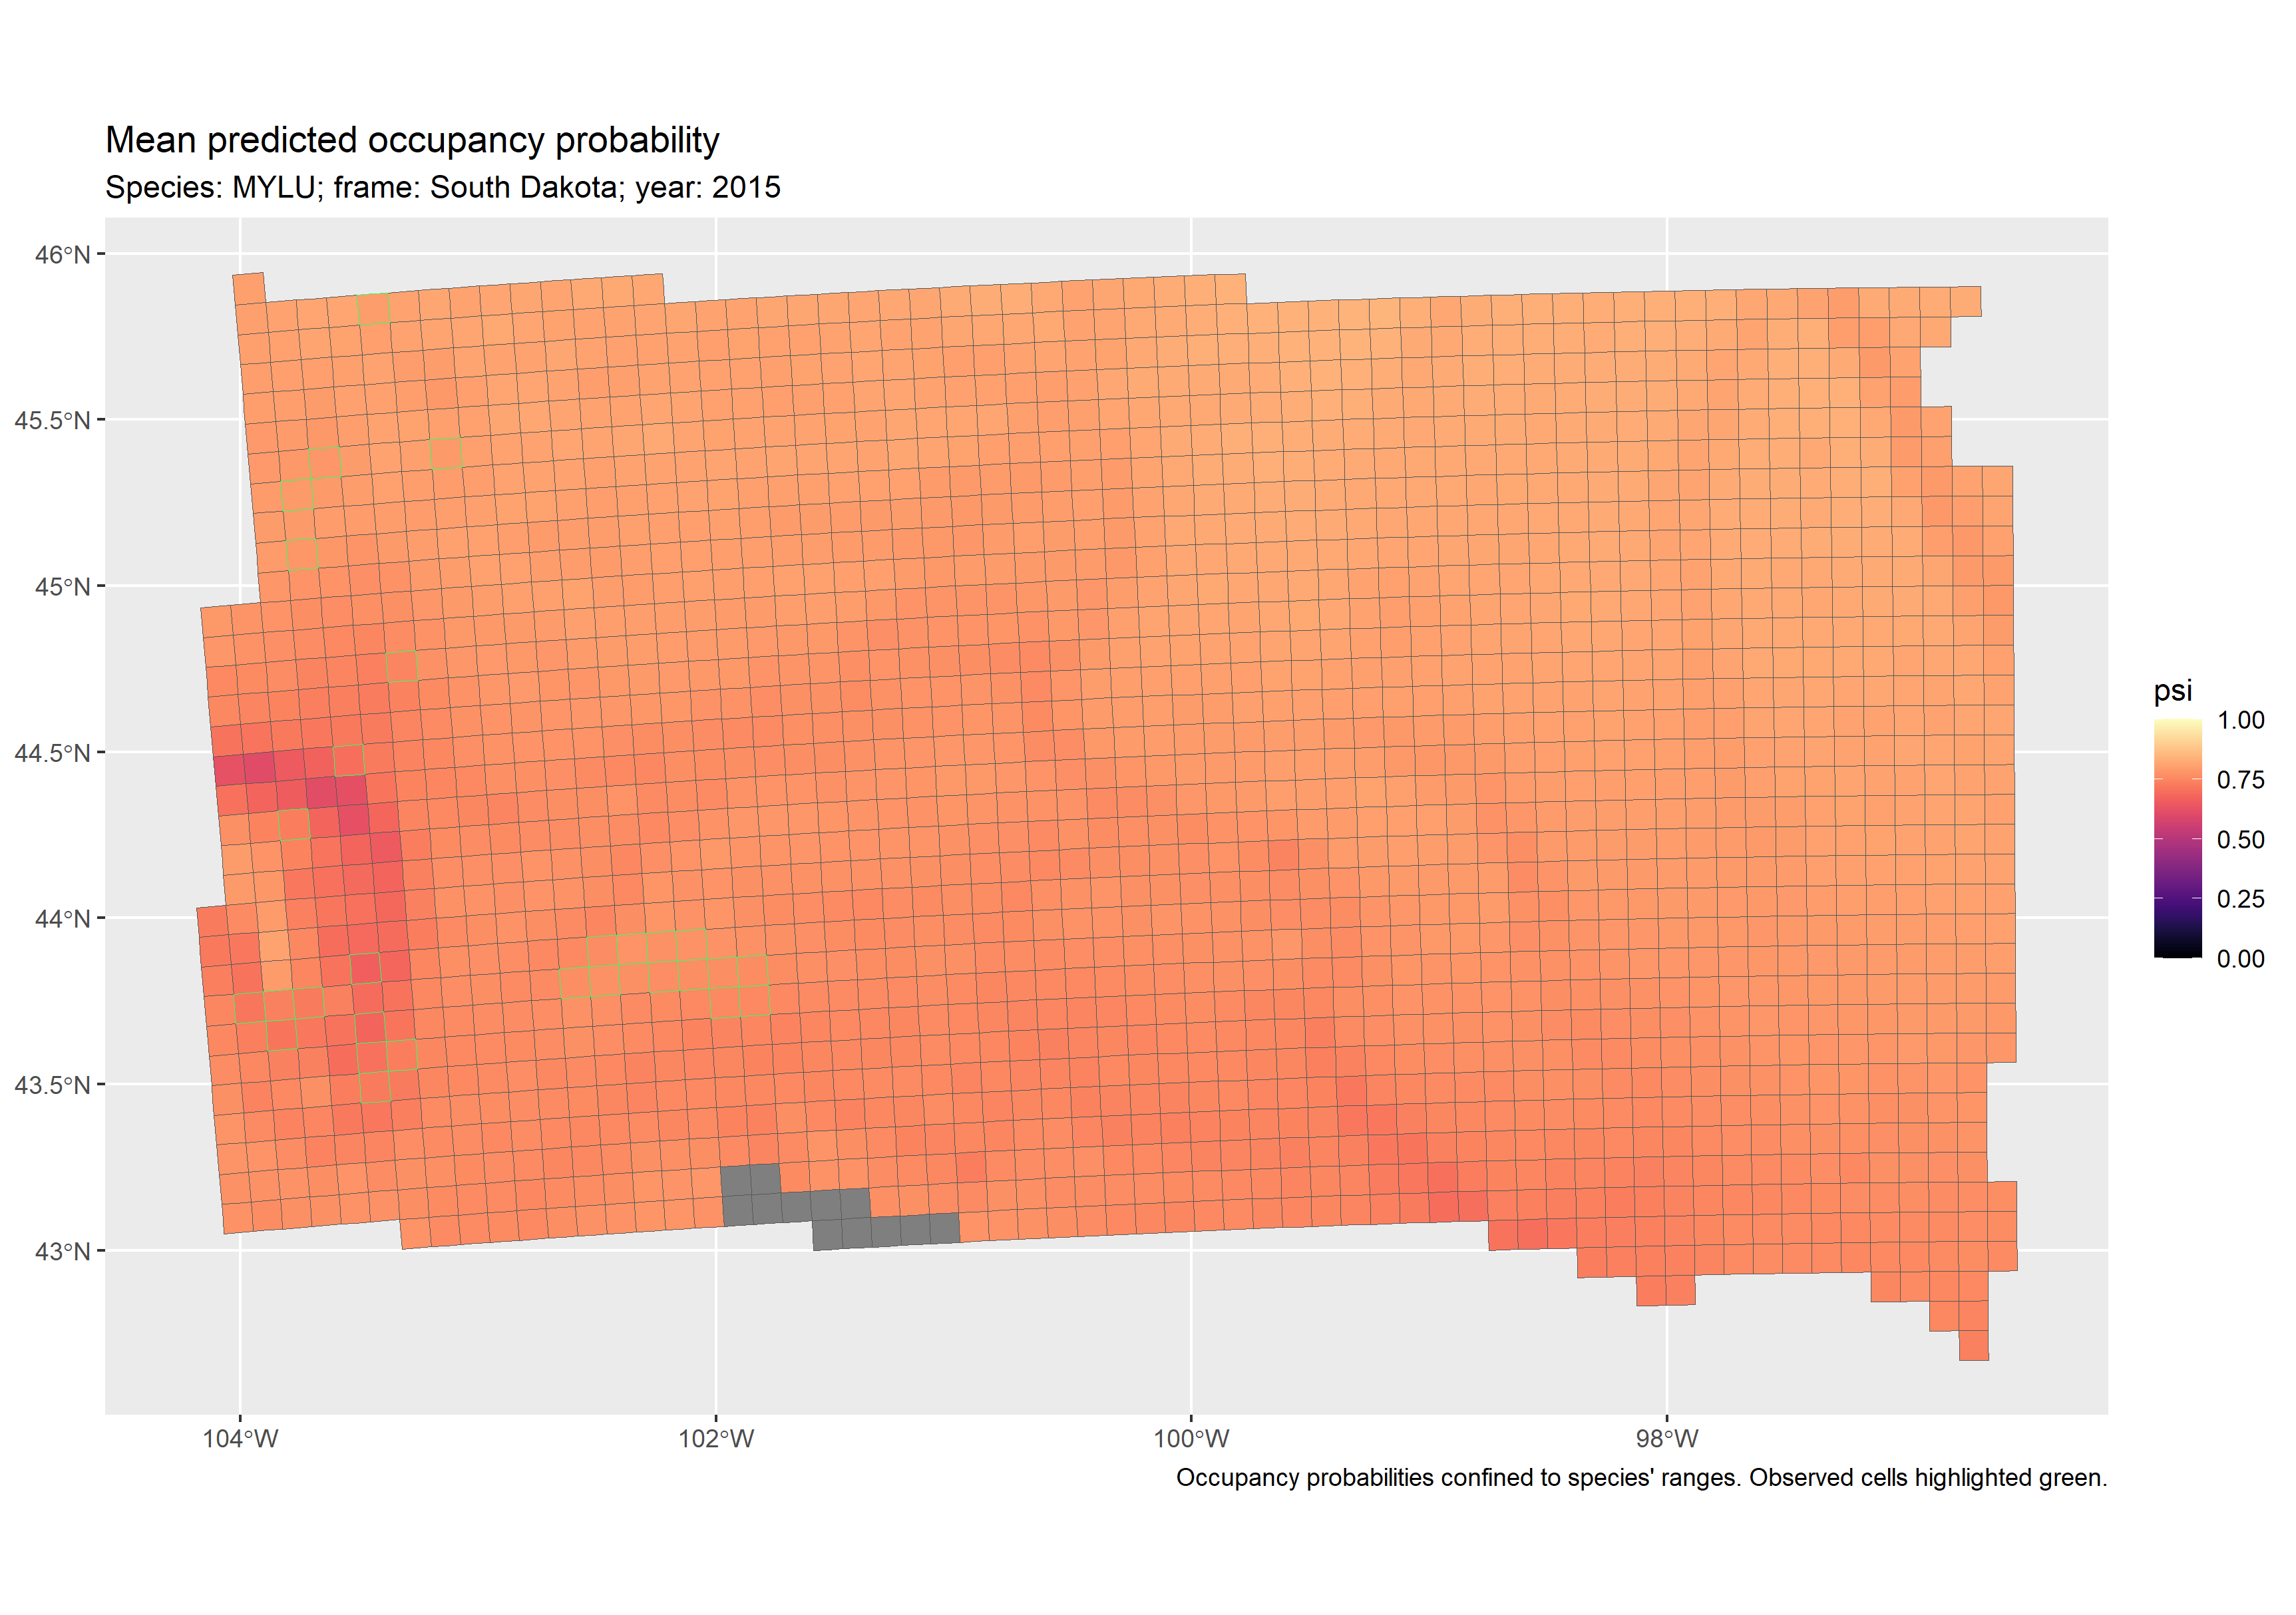 Mean predicted occupancy probability
Species: MYLU; frame: South Dakota; year: 2015
46°N
45.5°N
45°N
44.5°N
44°N
43.5°N
43°N
104°W
102°W
100°W
98°W
psi
1.00
0.75
0.50
0.25
0.00
Occupancy probabilities confined to species' ranges. Observed cells highlighted green.